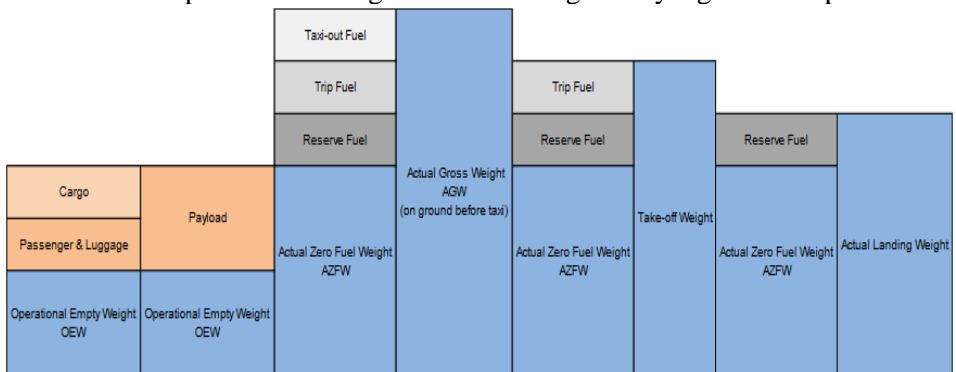 Cargo
Passenger & Luggage
Operational Empty Weight
OEW
Payload
Operational Empty Weight
OEW
Taxi-out Fuel
Trip Fuel
Reserve Fuel
Actual Zero Fuel Weight
AZFW
Actual Gross Weight
AGW
(on ground before taxi)
Trip Fuel
Reserve Fuel
Actual Zero Fuel Weight
AZFW
Take-off Weight
Reserve Fuel
Actual Zero Fuel Weight
AZFW
Actual Landing Weight